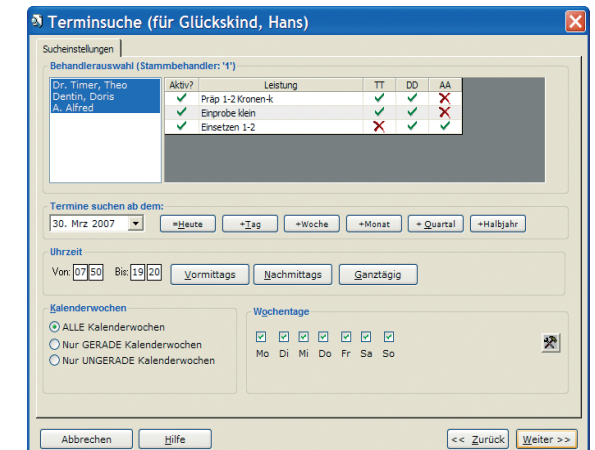 Terminsuche (für Glückskind, Hans)
Sucheinstellungen
Behandlerauswahl (Stammbehandler: '1')
Dr. Timer, Theo
Dentin, Doris
A. Alfred
Aktiv? Leistung TT DD AA
Präp 1-2 Kronen-k
Einprobe klein
Einsetzen 1-2
Termine suchen ab dem:
30. Mrz 2007 =Heute +Tag +Woche +Monat + Quartal +Halbjahr
Uhrzeit
Von: 07 50 Bis: 19 20 Vormittags Nachmittags Ganztägig
Kalenderwochen
ALLE Kalenderwochen
Nur GERADE Kalenderwochen
Nur UNGERADE Kalenderwochen
Wochentage
Mo Di Mi Do Fr Sa So
Abbrechen Hilfe << Zurück Weiter >>